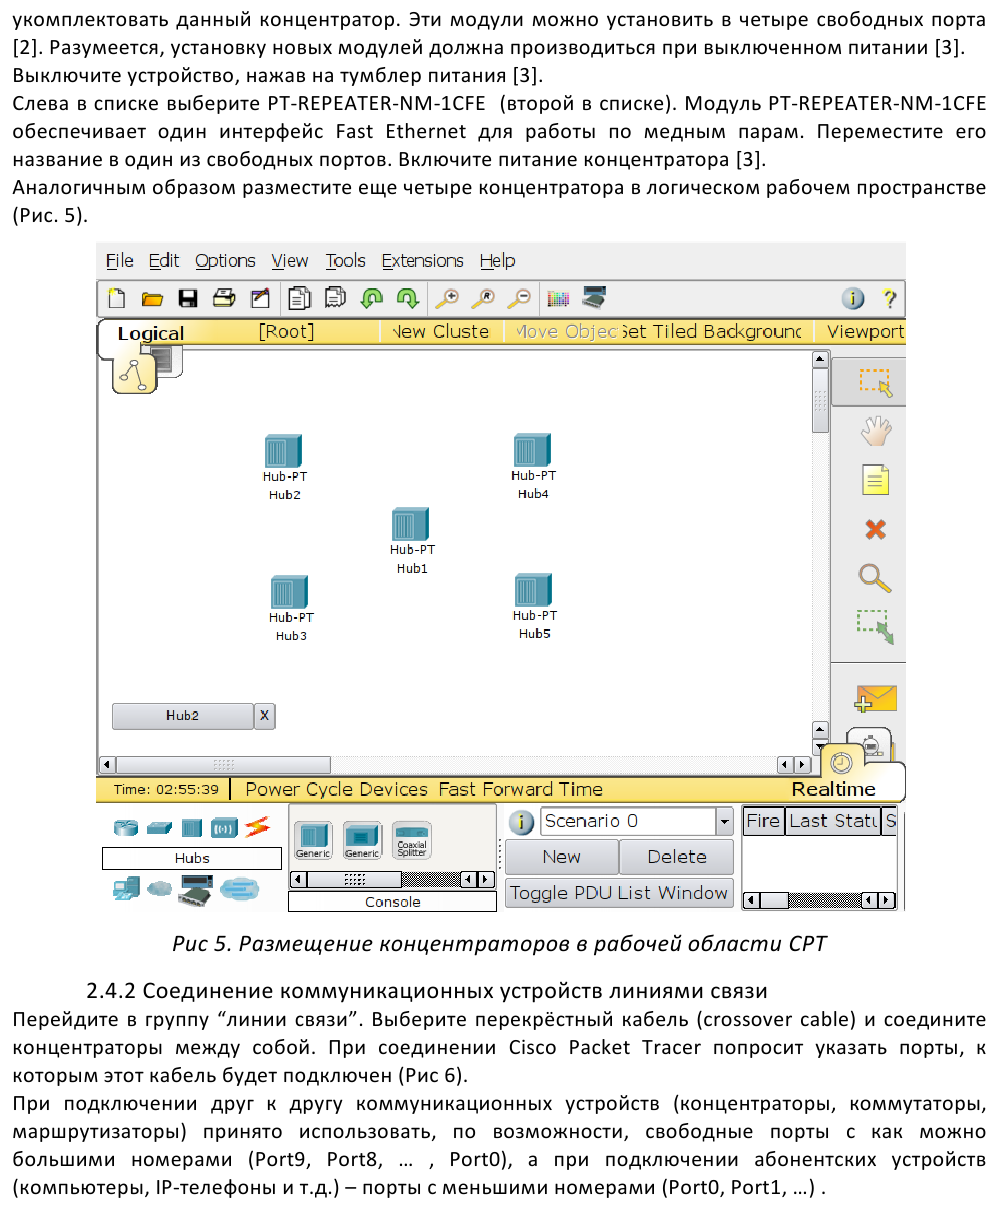 укомплектовать данный концентратор. Эти модули можно установить в четыре свободных порта
[2]. Разумеется, установку новых модулей должна производиться при выключенном питании [3].
Выключите устройство, нажав на тумблер питания [3].
Слева в списке выберите PT-REPEATER-NM-1CFE (второй в списке). Модуль PT-REPEATER-NM-1CFE
обеспечивает один интерфейс Fast Ethernet для работы по медным парам. Переместите его
название в один из свободных портов. Включите питание концентратора [3].
Аналогичным образом разместите еще четыре концентратора в логическом рабочем пространстве
(Рис. 5).
File Edit Options View Tools Extensions Help
Logical [Root] New Cluste Move Objec Set Tiled Background Viewport
Hub-PT
Hub2
Hub-PT
Hub4
Hub-PT
Hub1
Hub-PT
Hub3
Hub-PT
Hub5
Hub2 X
Time: 02:55:39 Power Cycle Devices Fast Forward Time Realtime
Hubs
Generic Generic Coaxial Splitter
Console
Scenario 0
New Delete
Toggle PDU List Window
Fire Last Statu S
Рис 5. Размещение концентраторов в рабочей области CPT
2.4.2 Соединение коммуникационных устройств линиями связи
Перейдите в группу “линии связи”. Выберите перекрёстный кабель (crossover cable) и соедините
концентраторы между собой. При соединении Cisco Packet Tracer попросит указать порты, к
которым этот кабель будет подключен (Рис 6).
При подключении друг к другу коммуникационных устройств (концентраторы, коммутаторы,
маршрутизаторы) принято использовать, по возможности, свободные порты с как можно
большими номерами (Port9, Port8, … , Port0), а при подключении абонентских устройств
(компьютеры, IP-телефоны и т.д.) – порты с меньшими номерами (Port0, Port1, …) .